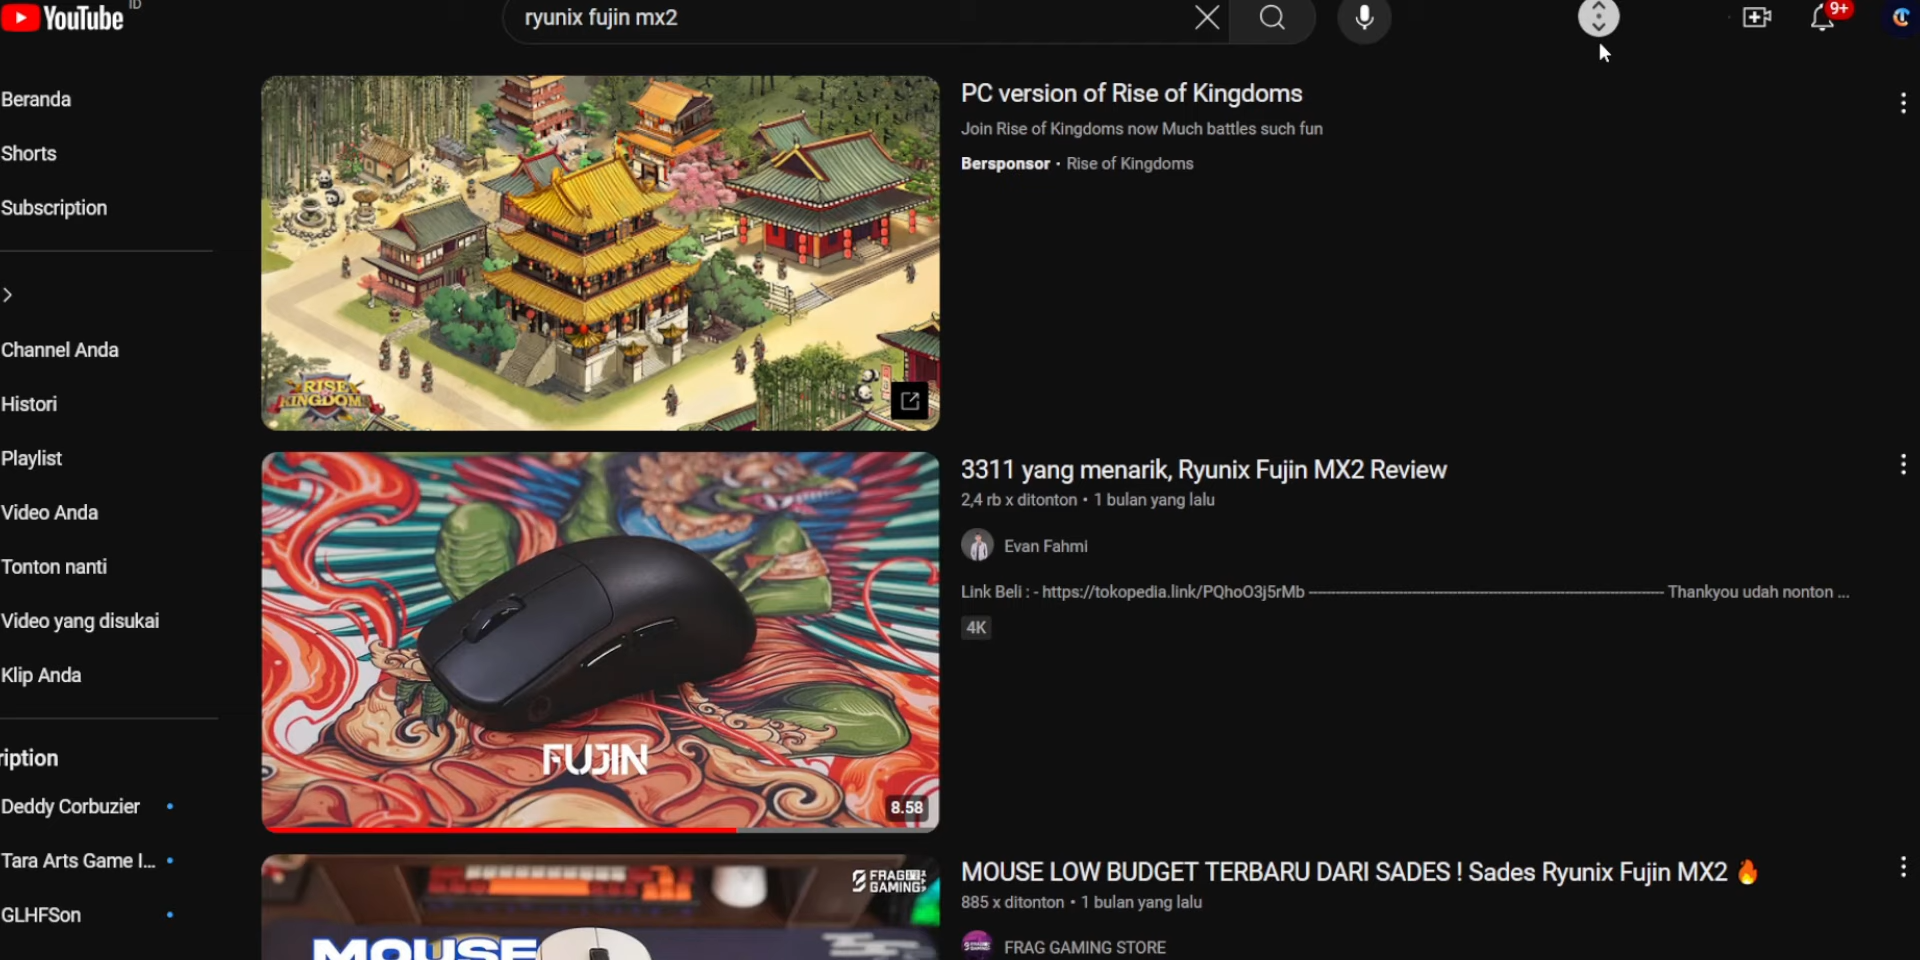 YouTube ID
ryunix fujin mx2
9+
Beranda
Shorts
Subscription
Channel Anda
Histori
Playlist
Video Anda
Tonton nanti
Video yang disukai
Klip Anda
ription
Deddy Corbuzier
Tara Arts Game I...
GLHFSon
RISE OF KINGDOMS
PC version of Rise of Kingdoms
Join Rise of Kingdoms now Much battles such fun
Bersponsor • Rise of Kingdoms
FUJIN
8.58
3311 yang menarik, Ryunix Fujin MX2 Review
2,4 rb x ditonton • 1 bulan yang lalu
Evan Fahmi
Link Beli : - https://tokopedia.link/PQhoO3j5rMb ---------------------------------------------------------------- Thankyou udah nonton ...
4K
FRAG GAMING
MOUSE
MOUSE LOW BUDGET TERBARU DARI SADES ! Sades Ryunix Fujin MX2 🔥
885 x ditonton • 1 bulan yang lalu
FRAG GAMING STORE